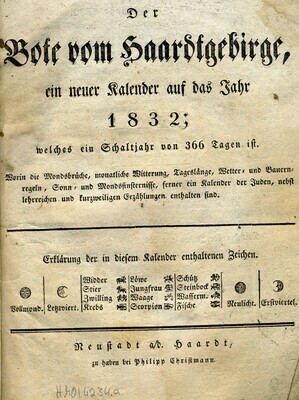 Der
Bote vom Haardtgebirge,
ein neuer Kalender auf das Jahr
1832;
welches ein Schaltjahr von 366 Tagen ist.
Worin die Mondsbrüche, monatliche Witterung, Tageslänge, Wetter- und Bauern-
regeln, Sonn- und Mondsfinsternisse, ferner ein Kalender der Juden, nebst
lehrreichen und kurzweiligen Erzählungen enthalten sind.
Erklärung der in diesem Kalender enthaltenen Zeichen.
Widder Löwe Schütz
Stier Jungfrau Steinbock
Zwilling Waage Wasserm.
Vollmond. Letzviert. Krebs Scorpion Fische Neulicht. Erstviertel.
Neustadt a/d. Haardt,
zu haben bei Philipp Christmann.